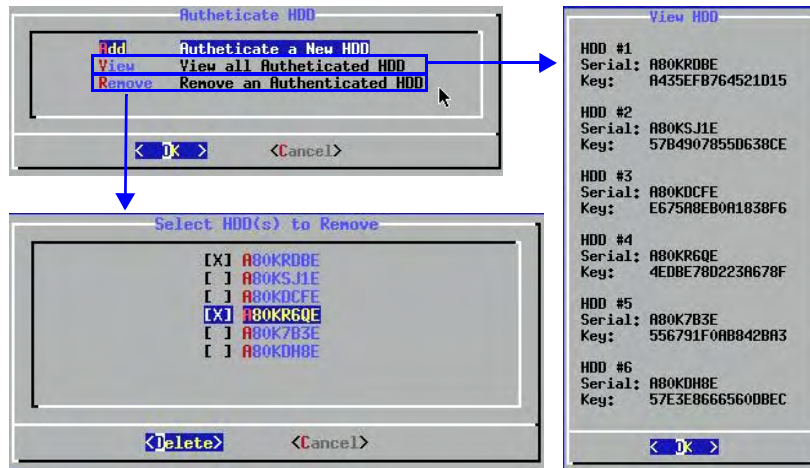 Autheticate HDD
Add Autheticate a New HDD
View View all Autheticated HDD
Remove Remove an Authenticated HDD
< OK > <Cancel>
Select HDD(s) to Remove
[X] A80KRDBE
[ ] A80KSJ1E
[ ] A80KDCFE
[X] A80KR6QE
[ ] A80K7B3E
[ ] A80KDH8E
<Delete> <Cancel>
View HDD
HDD #1
Serial: A80KRDBE
Key: A435EFB764521D15
HDD #2
Serial: A80KSJ1E
Key: 57B4907855D638CE
HDD #3
Serial: A80KDCFE
Key: E675A8EB0A1838F6
HDD #4
Serial: A80KR6QE
Key: 4EDBE78D223A678F
HDD #5
Serial: A80K7B3E
Key: 556791F0AB842BA3
HDD #6
Serial: A80KDH8E
Key: 57E3E8666560DBEC
< OK >